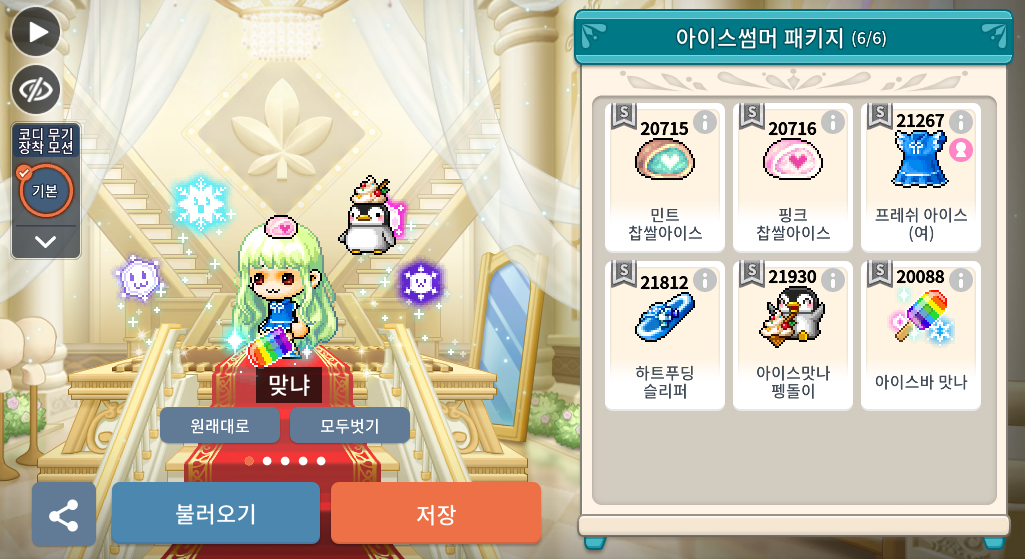 코디 무기
장착 모션
기본
맞냐
원래대로
모두벗기
불러오기
저장
아이스썸머 패키지 (6/6)
S
20715
민트
찹쌀아이스
S
20716
핑크
찹쌀아이스
S
21267
프레쉬 아이스
(여)
S
21812
하트푸딩
슬리퍼
S
21930
아이스맛나
펭돌이
S
20088
아이스바 맛나